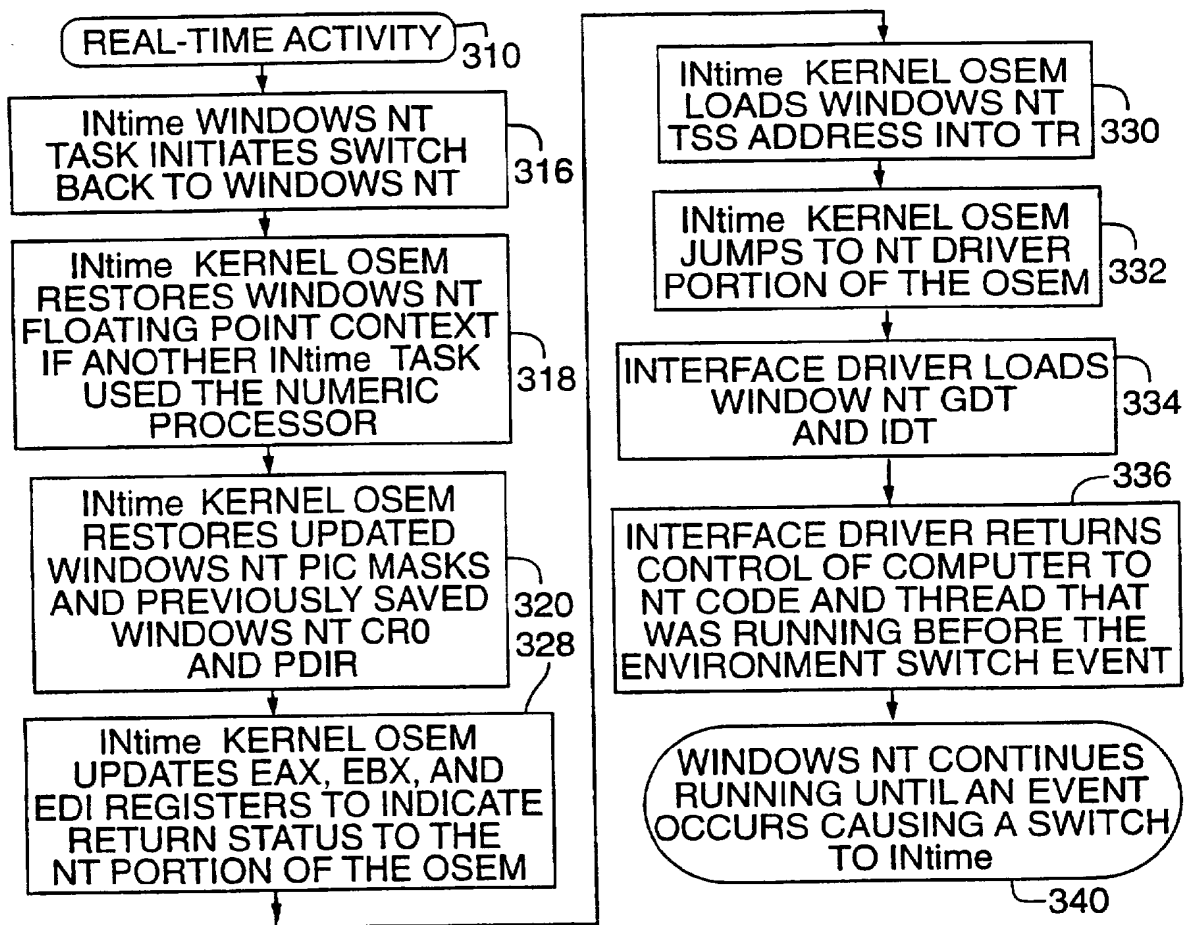 REAL-TIME ACTIVITY
310
INtime WINDOWS NT
TASK INITIATES SWITCH
BACK TO WINDOWS NT
316
INtime KERNEL OSEM
RESTORES WINDOWS NT
FLOATING POINT CONTEXT
IF ANOTHER INtime TASK
USED THE NUMERIC
PROCESSOR
318
INtime KERNEL OSEM
RESTORES UPDATED
WINDOWS NT PIC MASKS
AND PREVIOUSLY SAVED
WINDOWS NT CR0
AND PDIR
320
328
INtime KERNEL OSEM
UPDATES EAX, EBX, AND
EDI REGISTERS TO INDICATE
RETURN STATUS TO THE
NT PORTION OF THE OSEM
INtime KERNEL OSEM
LOADS WINDOWS NT
TSS ADDRESS INTO TR
330
INtime KERNEL OSEM
JUMPS TO NT DRIVER
PORTION OF THE OSEM
332
INTERFACE DRIVER LOADS
WINDOW NT GDT
AND IDT
334
336
INTERFACE DRIVER RETURNS
CONTROL OF COMPUTER TO
NT CODE AND THREAD THAT
WAS RUNNING BEFORE THE
ENVIRONMENT SWITCH EVENT
WINDOWS NT CONTINUES
RUNNING UNTIL AN EVENT
OCCURS CAUSING A SWITCH
TO INtime
340